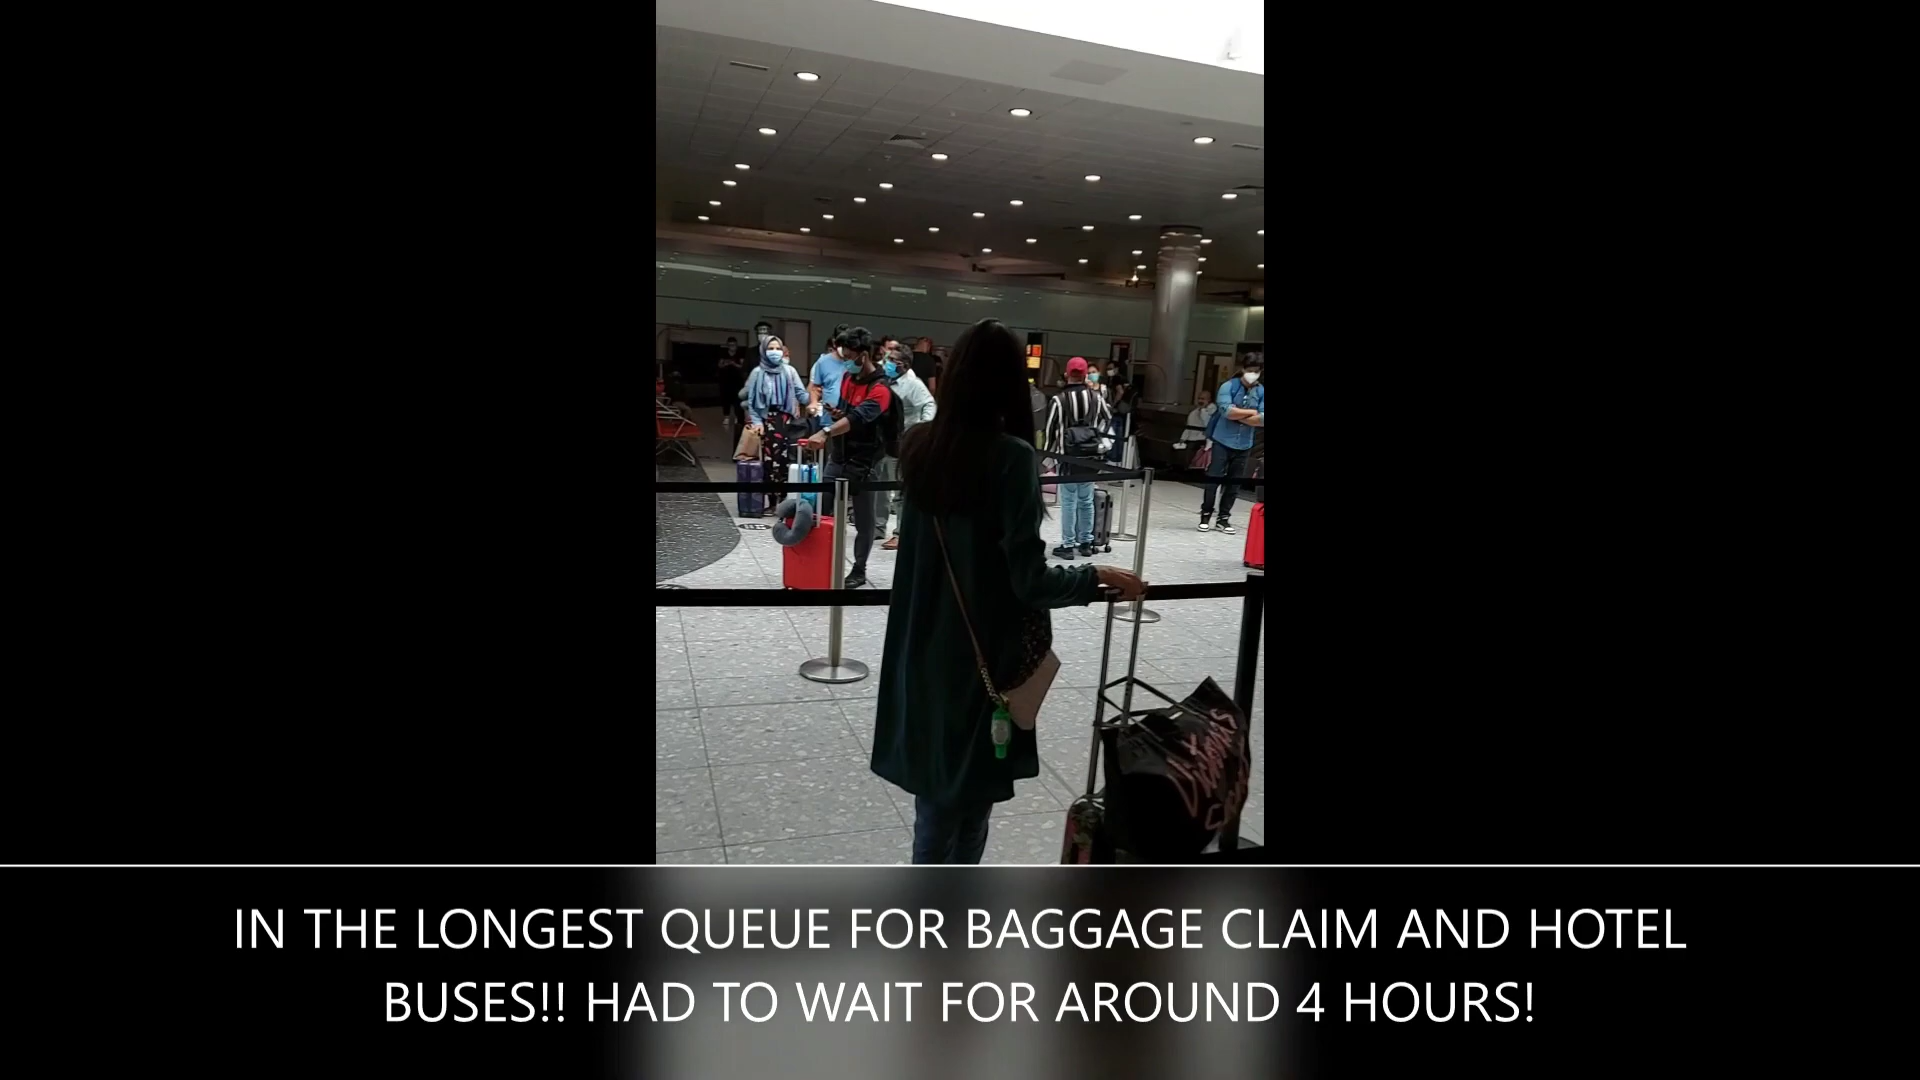 IN THE LONGEST QUEUE FOR BAGGAGE CLAIM AND HOTEL
BUSES!! HAD TO WAIT FOR AROUND 4 HOURS!